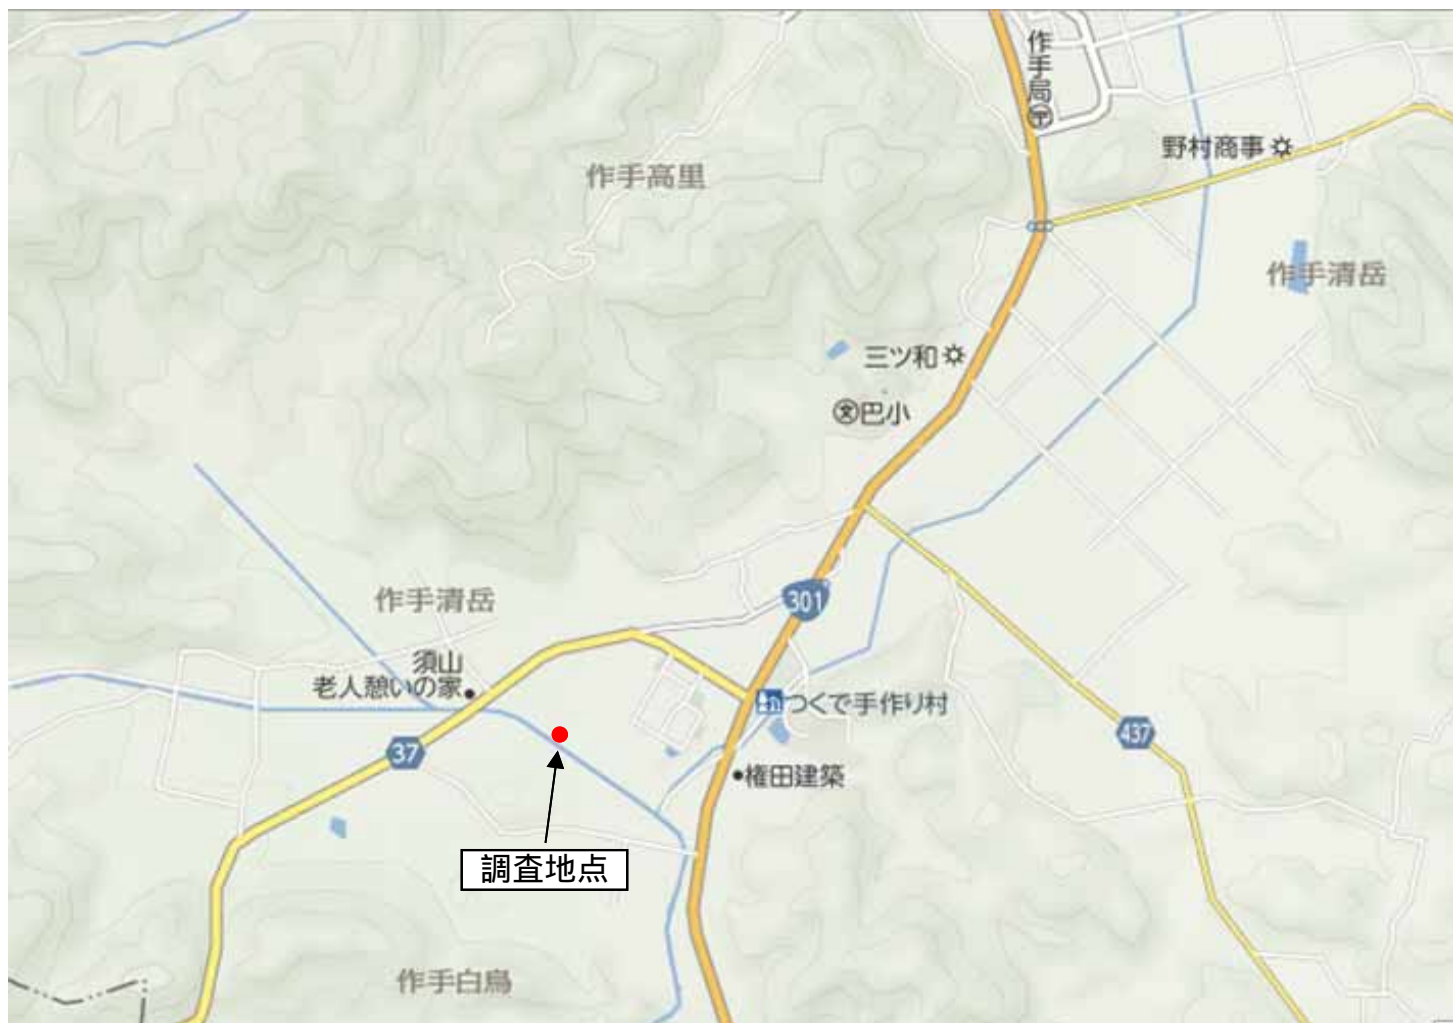 作手局
野村商事
作手高里
作手清岳
三ツ和
文巴小
301
作手清岳
須山
老人憩いの家
つくで手作り村
37
437
権田建築
調査地点
作手白鳥